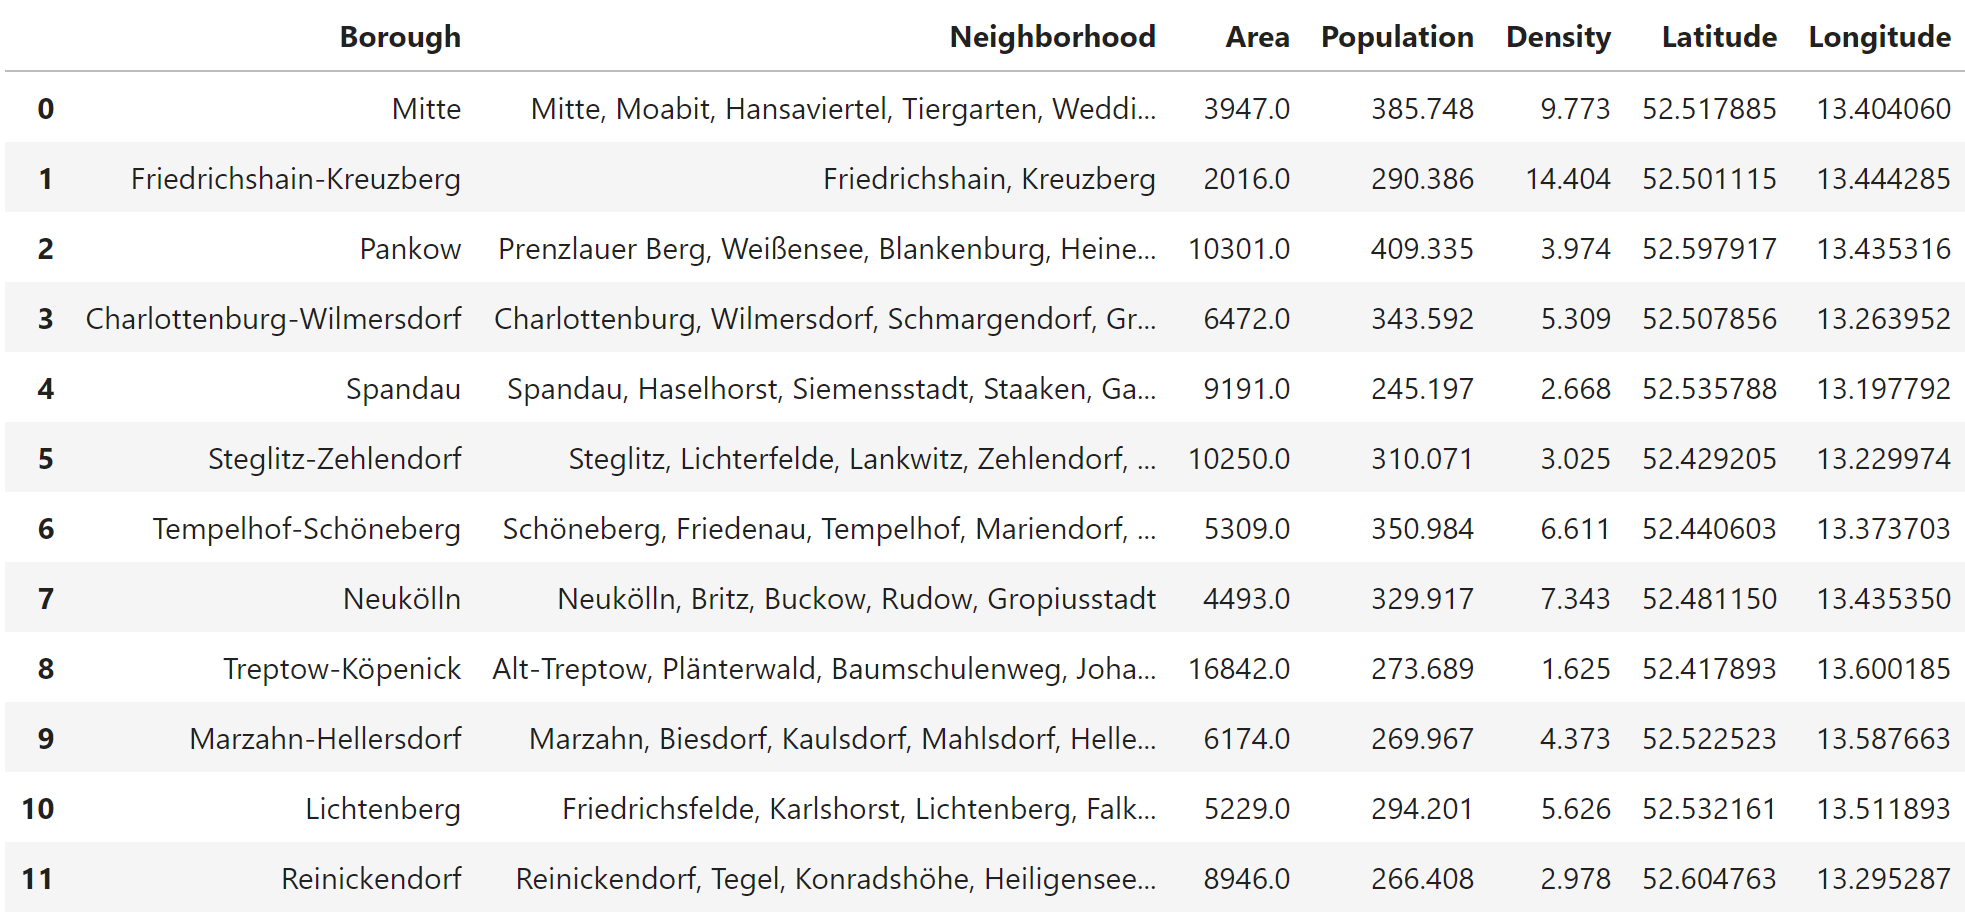 Borough Neighborhood Area Population Density Latitude Longitude
0 Mitte Mitte, Moabit, Hansaviertel, Tiergarten, Weddi... 3947.0 385.748 9.773 52.517885 13.404060
1 Friedrichshain-Kreuzberg Friedrichshain, Kreuzberg 2016.0 290.386 14.404 52.501115 13.444285
2 Pankow Prenzlauer Berg, Weißensee, Blankenburg, Heine... 10301.0 409.335 3.974 52.597917 13.435316
3 Charlottenburg-Wilmersdorf Charlottenburg, Wilmersdorf, Schmargendorf, Gr... 6472.0 343.592 5.309 52.507856 13.263952
4 Spandau Spandau, Haselhorst, Siemensstadt, Staaken, Ga... 9191.0 245.197 2.668 52.535788 13.197792
5 Steglitz-Zehlendorf Steglitz, Lichterfelde, Lankwitz, Zehlendorf, ... 10250.0 310.071 3.025 52.429205 13.229974
6 Tempelhof-Schöneberg Schöneberg, Friedenau, Tempelhof, Mariendorf, ... 5309.0 350.984 6.611 52.440603 13.373703
7 Neukölln Neukölln, Britz, Buckow, Rudow, Gropiusstadt 4493.0 329.917 7.343 52.481150 13.435350
8 Treptow-Köpenick Alt-Treptow, Plänterwald, Baumschulenweg, Joha... 16842.0 273.689 1.625 52.417893 13.600185
9 Marzahn-Hellersdorf Marzahn, Biesdorf, Kaulsdorf, Mahlsdorf, Helle... 6174.0 269.967 4.373 52.522523 13.587663
10 Lichtenberg Friedrichsfelde, Karlshorst, Lichtenberg, Falk... 5229.0 294.201 5.626 52.532161 13.511893
11 Reinickendorf Reinickendorf, Tegel, Konradshöhe, Heiligensee... 8946.0 266.408 2.978 52.604763 13.295287